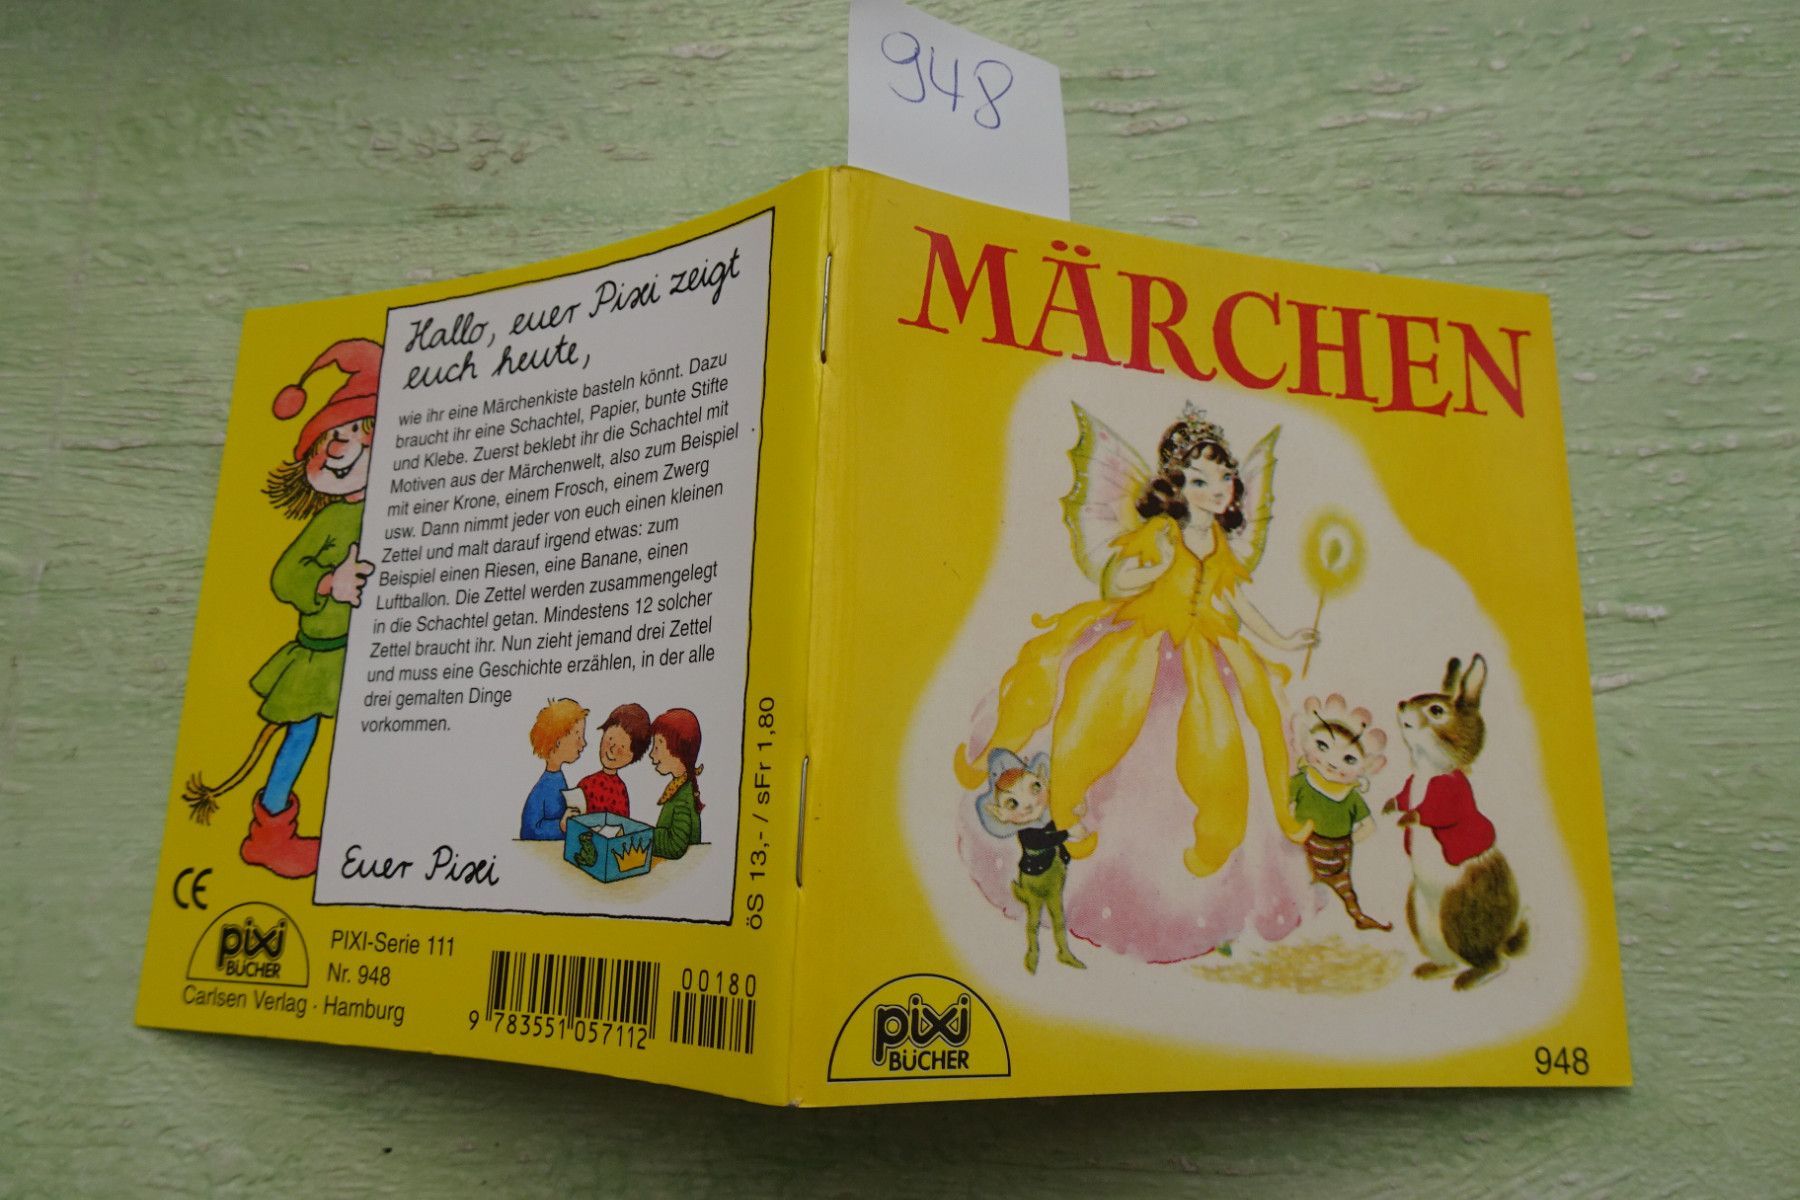 948
Hallo, euer Pixi zeigt
euch heute,
wie ihr eine Märchenkiste basteln könnt. Dazu
braucht ihr eine Schachtel, Papier, bunte Stifte
und Klebe. Zuerst beklebt ihr die Schachtel mit
Motiven aus der Märchenwelt, also zum Beispiel
mit einer Krone, einem Frosch, einem Zwerg
usw. Dann nimmt jeder von euch einen kleinen
Zettel und malt darauf irgend etwas: zum
Beispiel einen Riesen, eine Banane, einen
Luftballon. Die Zettel werden zusammengelegt
in die Schachtel getan. Mindestens 12 solcher
Zettel braucht ihr. Nun zieht jemand drei Zettel
und muss eine Geschichte erzählen, in der alle
drei gemalten Dinge
vorkommen.
Euer Pixi
öS 13,- / sFr 1,80
CE
pixi
BÜCHER
Carlsen Verlag · Hamburg
PIXI-Serie 111
Nr. 948
9 783551 057112
00180
MÄRCHEN
pixi
BÜCHER
948